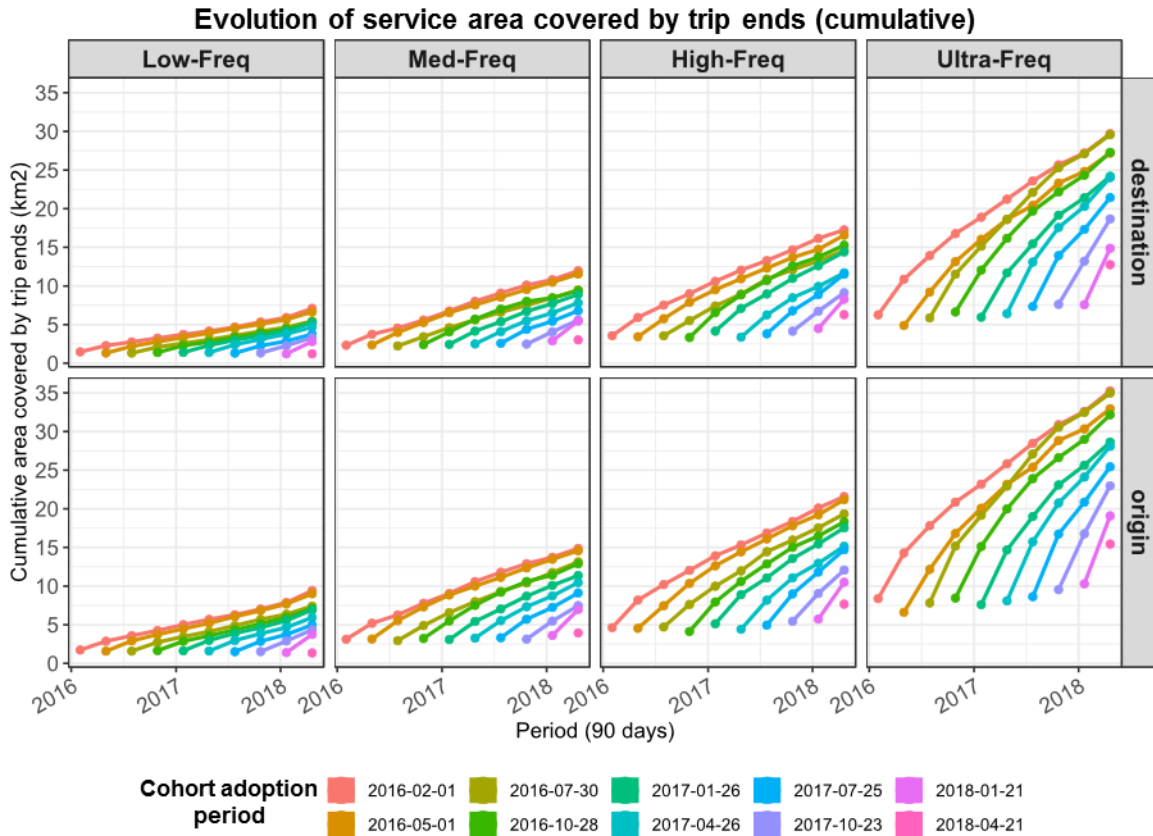 Evolution of service area covered by trip ends (cumulative)
Low-Freq Med-Freq High-Freq Ultra-Freq
Cumulative area covered by trip ends (km2)
35
30
25
20
15
10
5
0
destination
35
30
25
20
15
10
5
0
origin
2016 2017 2018 2016 2017 2018 2016 2017 2018 2016 2017 2018
Period (90 days)
Cohort adoption
period
2016-02-01 2016-07-30 2017-01-26 2017-07-25 2018-01-21
2016-05-01 2016-10-28 2017-04-26 2017-10-23 2018-04-21